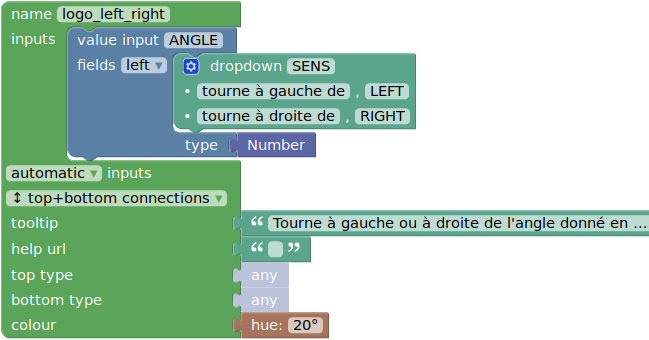 name logo_left_right
inputs value input ANGLE
fields left ▾ dropdown SENS
• tourne à gauche de , LEFT
• tourne à droite de , RIGHT
type Number
automatic ▾ inputs
↕ top+bottom connections ▾
tooltip “ Tourne à gauche ou à droite de l'angle donné en ...
help url “ ”
top type any
bottom type any
colour hue: 20°